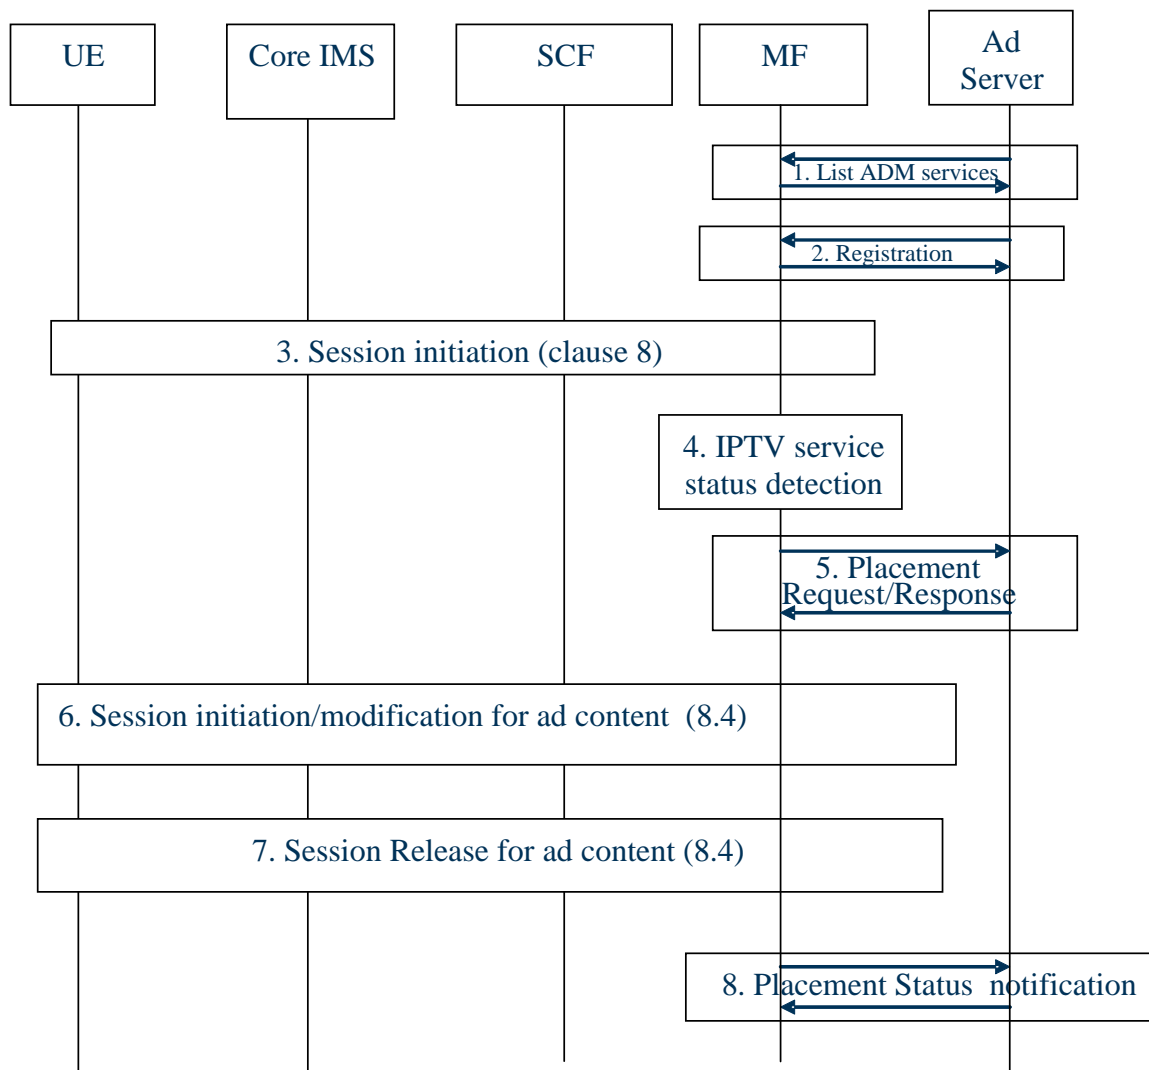 UE
Core IMS
SCF
MF
Ad
Server
1. List ADM services
2. Registration
3. Session initiation (clause 8)
4. IPTV service
status detection
5. Placement
Request/Response
6. Session initiation/modification for ad content (8.4)
7. Session Release for ad content (8.4)
8. Placement Status notification